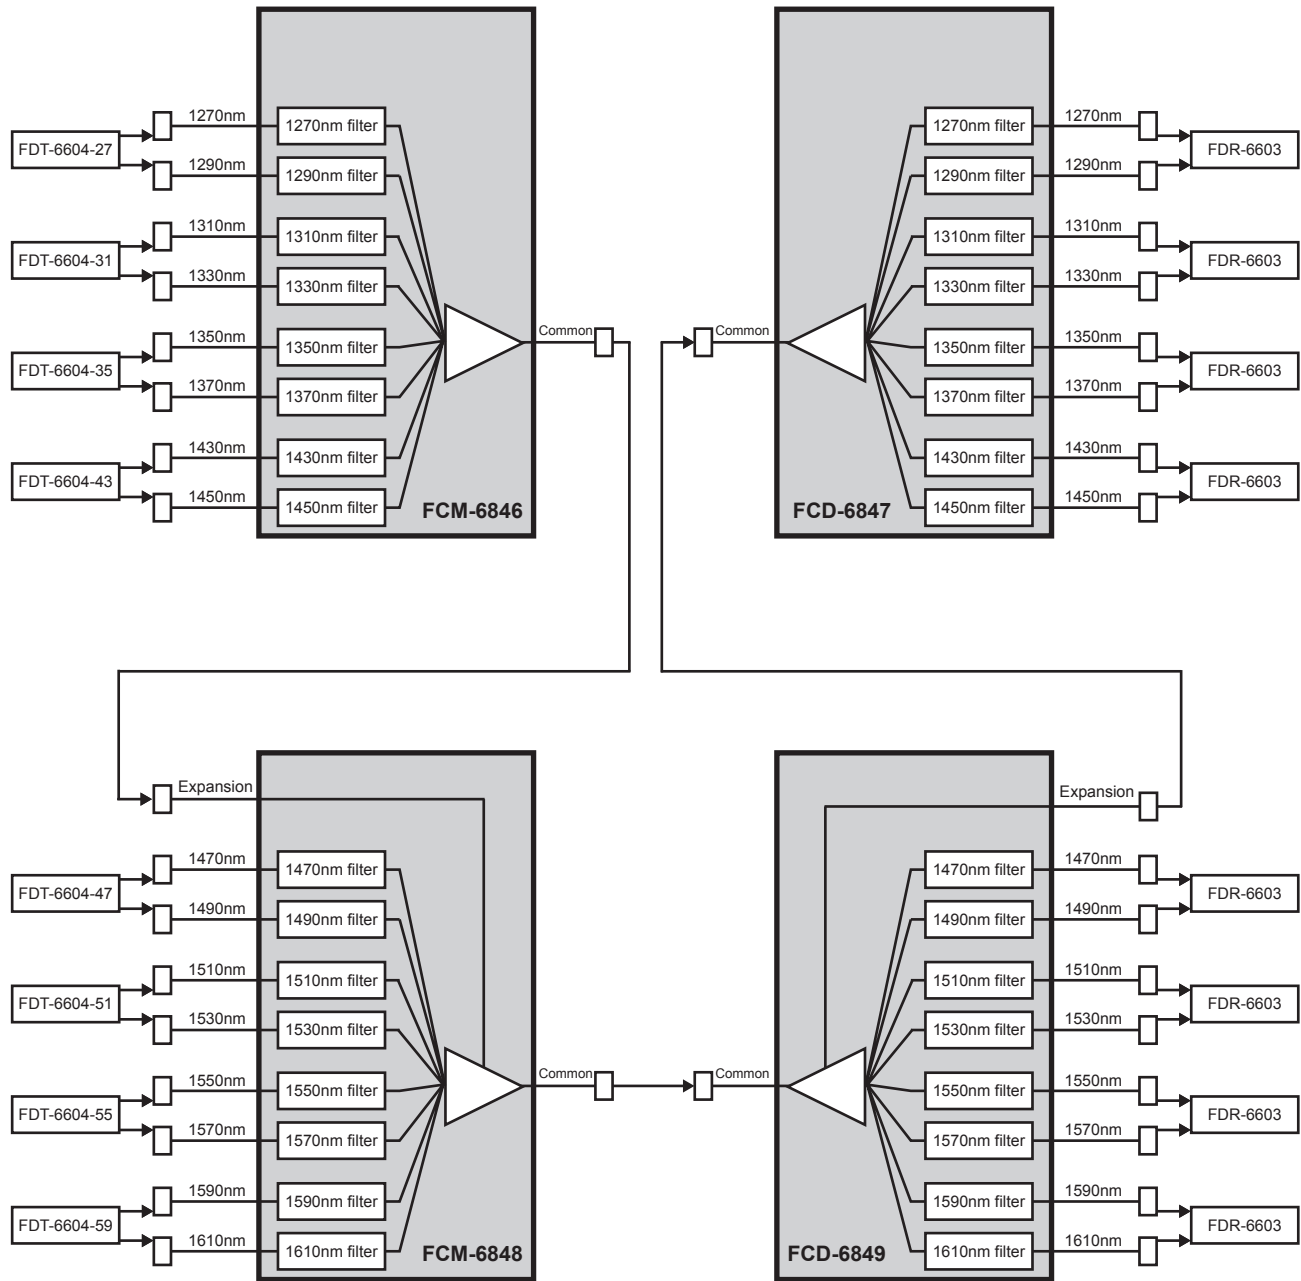 1270nm
1270nm filter
FDT-6604-27
1290nm
1290nm filter
1310nm
1310nm filter
FDT-6604-31
1330nm
1330nm filter
1350nm
1350nm filter
FDT-6604-35
1370nm
1370nm filter
1430nm
1430nm filter
FDT-6604-43
1450nm
1450nm filter
Common
FCM-6846
1270nm filter
1270nm
FDR-6603
1290nm filter
1290nm
1310nm filter
1310nm
FDR-6603
1330nm filter
1330nm
Common
1350nm filter
1350nm
FDR-6603
1370nm filter
1370nm
1430nm filter
1430nm
FDR-6603
1450nm filter
1450nm
FCD-6847
Expansion
1470nm
1470nm filter
FDT-6604-47
1490nm
1490nm filter
1510nm
1510nm filter
FDT-6604-51
1530nm
1530nm filter
1550nm
1550nm filter
FDT-6604-55
1570nm
1570nm filter
1590nm
1590nm filter
FDT-6604-59
1610nm
1610nm filter
Common
FCM-6848
Expansion
1470nm filter
1470nm
FDR-6603
1490nm filter
1490nm
1510nm filter
1510nm
FDR-6603
1530nm filter
1530nm
Common
1550nm filter
1550nm
FDR-6603
1570nm filter
1570nm
1590nm filter
1590nm
FDR-6603
1610nm filter
1610nm
FCD-6849